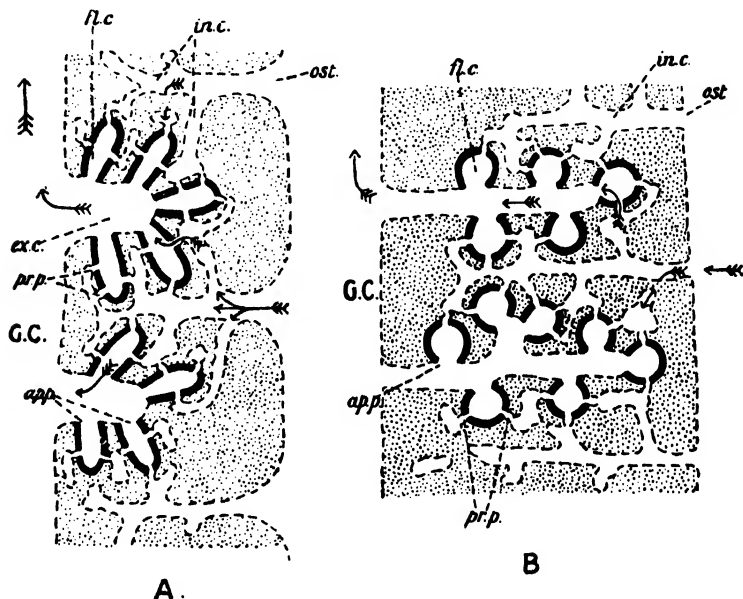 fl.c
in.c.
ost.
ex.c.
pr.p.
G.C.
app.
A.
fl.c.
in.c.
ost
G.C.
app.
pr.p.
B